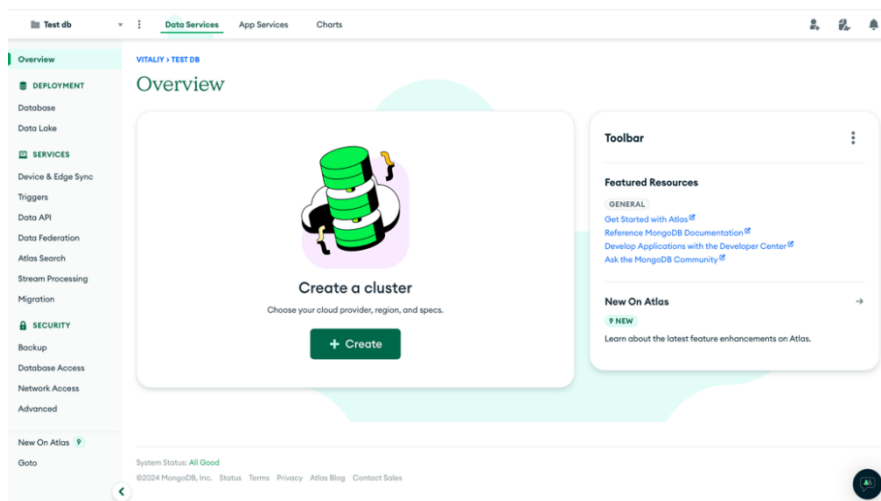 Test db
Data Services
App Services
Charts
Overview
DEPLOYMENT
Database
Data Lake
SERVICES
Device & Edge Sync
Triggers
Data API
Data Federation
Atlas Search
Stream Processing
Migration
SECURITY
Backup
Database Access
Network Access
Advanced
New On Atlas 9
Goto
VITALIY > TEST DB
Overview
Create a cluster
Choose your cloud provider, region, and specs.
+ Create
System Status: All Good
©2024 MongoDB, Inc. Status Terms Privacy Atlas Blog Contact Sales
Toolbar
Featured Resources
GENERAL
Get Started with Atlas
Reference MongoDB Documentation
Develop Applications with the Developer Center
Ask the MongoDB Community
New On Atlas
9 NEW
Learn about the latest feature enhancements on Atlas.